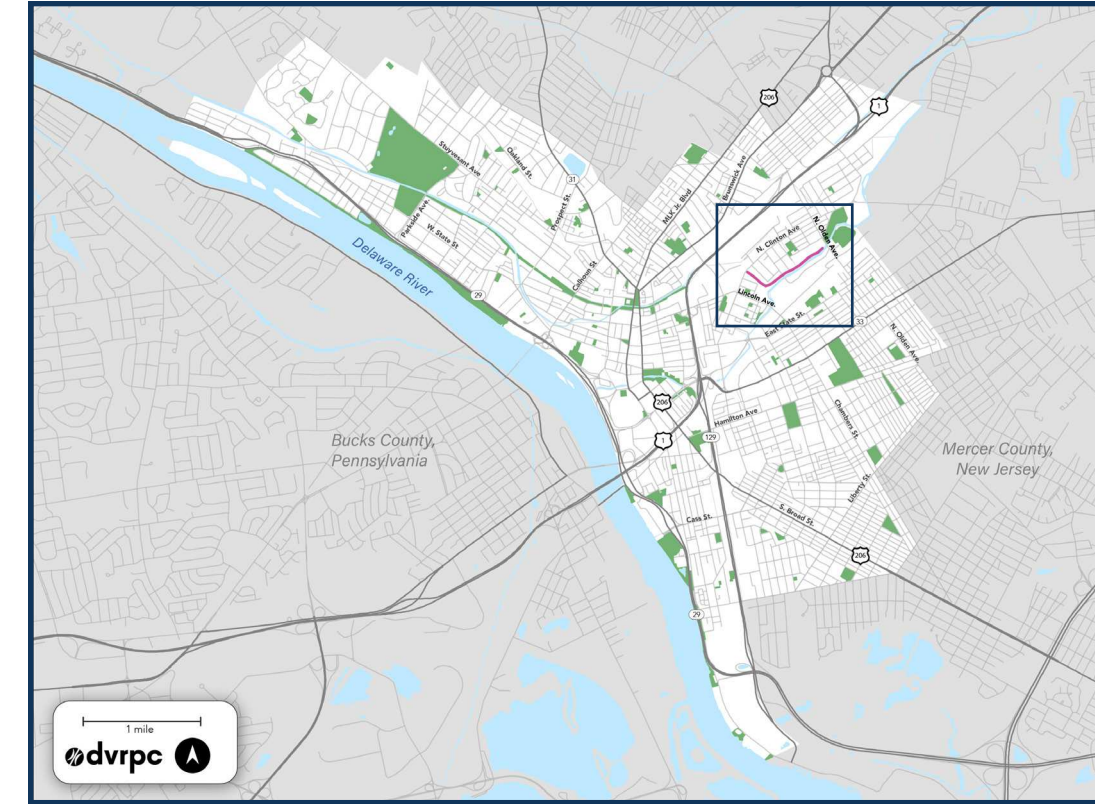 206
1
Stuyvesant Ave
Oakland St.
31
Prospect St.
MLK Jr. Blvd
Brunswick Ave
Parkside Ave.
W. State St
N. Clinton Ave
N. Olden Ave.
Delaware River
Calhoun St
29
Lincoln Ave.
East State St.
33
N. Olden Ave.
206
Hamilton Ave
Chambers St.
1
129
Bucks County,
Pennsylvania
Mercer County,
New Jersey
Liberty St.
Cass St.
S. Broad St.
206
29
1 mile
dvrpc